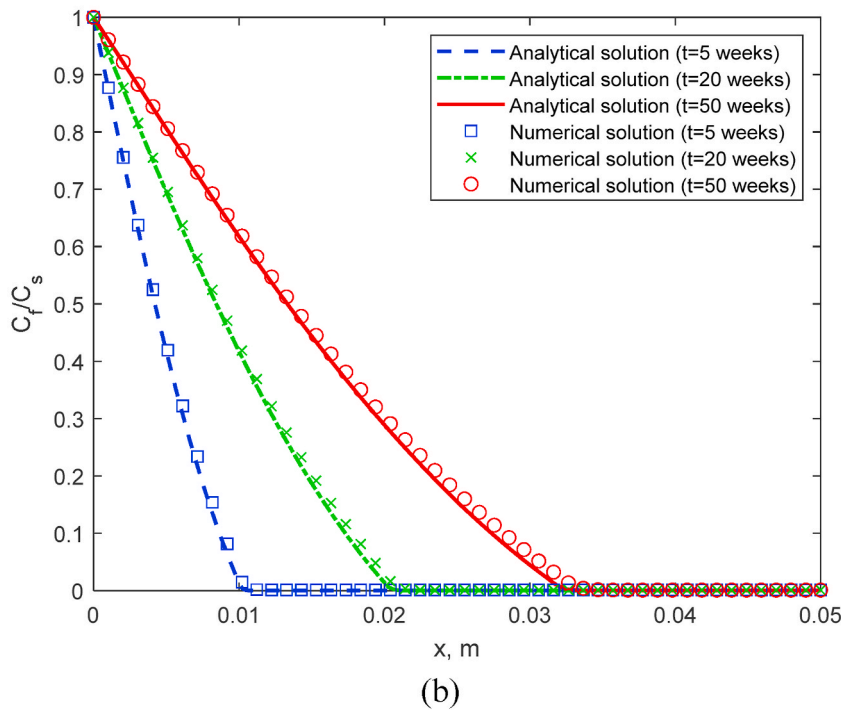 1
0.9
0.8
0.7
0.6
0.5
0.4
0.3
0.2
0.1
0
C_f/C_s
Analytical solution (t=5 weeks)
Analytical solution (t=20 weeks)
Analytical solution (t=50 weeks)
Numerical solution (t=5 weeks)
Numerical solution (t=20 weeks)
Numerical solution (t=50 weeks)
0 0.01 0.02 0.03 0.04 0.05
x, m
(b)